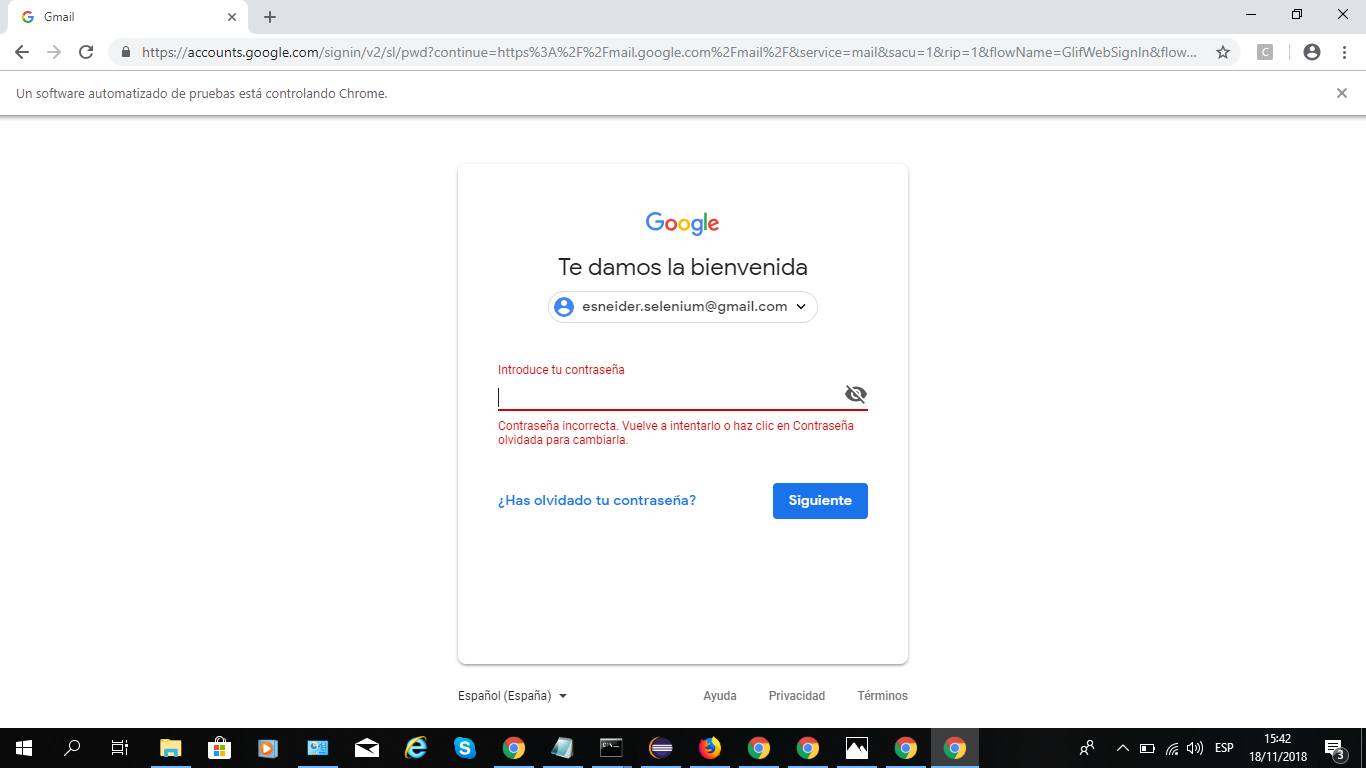 Gmail
https://accounts.google.com/signin/v2/sl/pwd?continue=https%3A%2F%2Fmail.google.com%2Fmail%2F&service=mail&sacu=1&rip=1&flowName=GlifWebSignIn&flow...
C
Un software automatizado de pruebas está controlando Chrome.
Google
Te damos la bienvenida
esneider.selenium@gmail.com
Introduce tu contraseña
Contraseña incorrecta. Vuelve a intentarlo o haz clic en Contraseña
olvidada para cambiarla.
¿Has olvidado tu contraseña?
Siguiente
Español (España)
Ayuda
Privacidad
Términos
ESP
15:42
18/11/2018
3